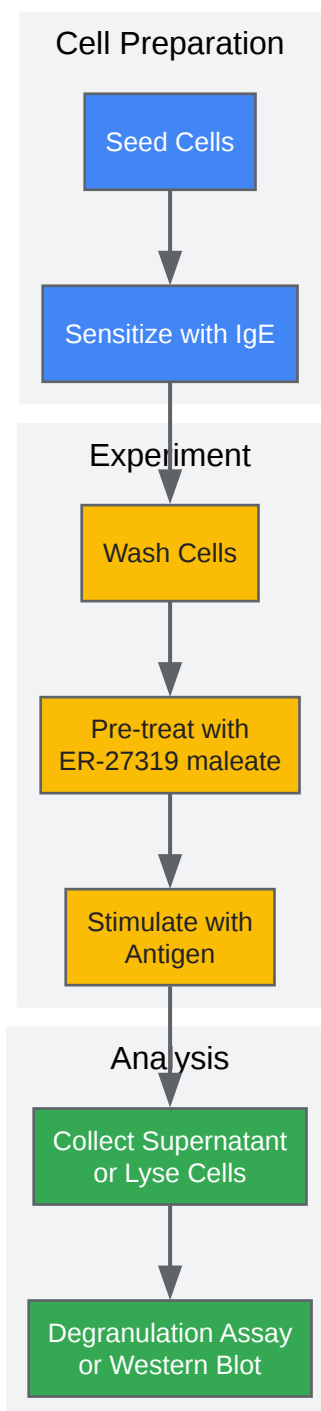 Cell Preparation
Seed Cells
Sensitize with IgE
Experiment
Wash Cells
Pre-treat with
ER-27319 maleate
Stimulate with
Antigen
Analysis
Collect Supernatant
or Lyse Cells
Degranulation Assay
or Western Blot